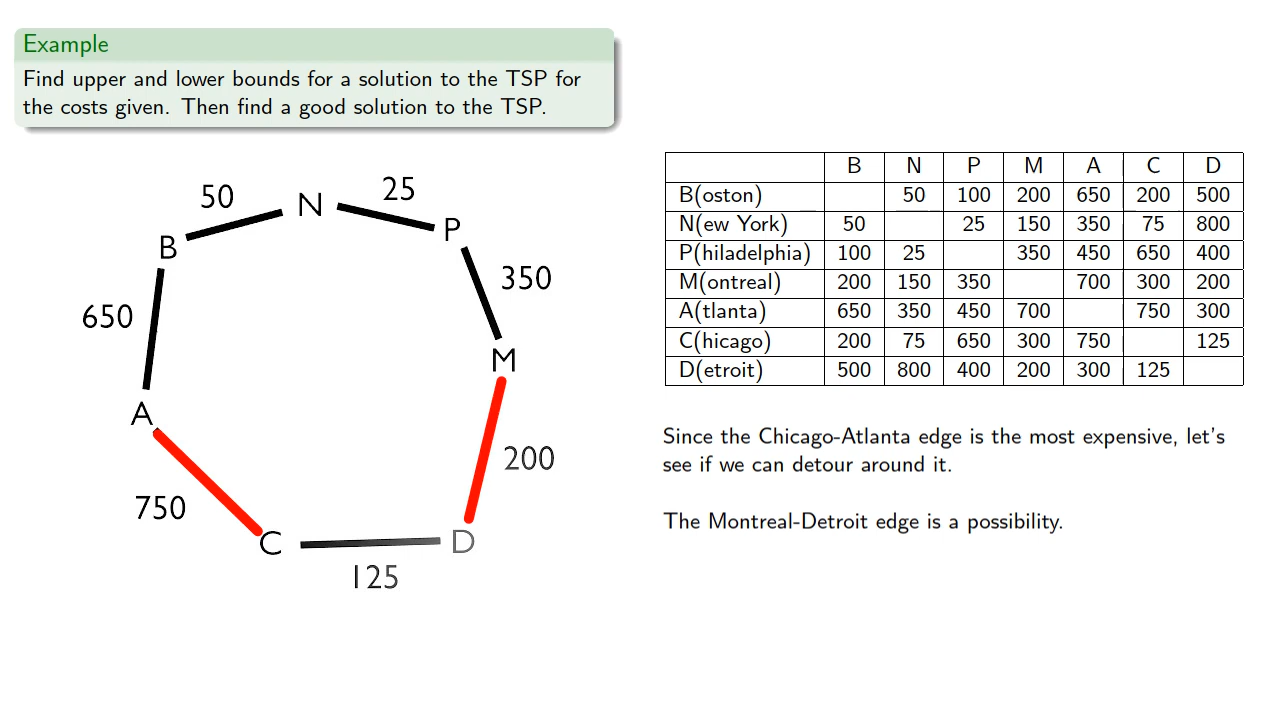 Example
Find upper and lower bounds for a solution to the TSP for
the costs given. Then find a good solution to the TSP.
50
N
25
P
B
350
650
M
A
200
750
C
D
125
B N P M A C D
B(oston) 50 100 200 650 200 500
N(ew York) 50 25 150 350 75 800
P(hiladelphia) 100 25 350 450 650 400
M(ontreal) 200 150 350 700 300 200
A(tlanta) 650 350 450 700 750 300
C(hicago) 200 75 650 300 750 125
D(etroit) 500 800 400 200 300 125
Since the Chicago-Atlanta edge is the most expensive, let's
see if we can detour around it.
The Montreal-Detroit edge is a possibility.